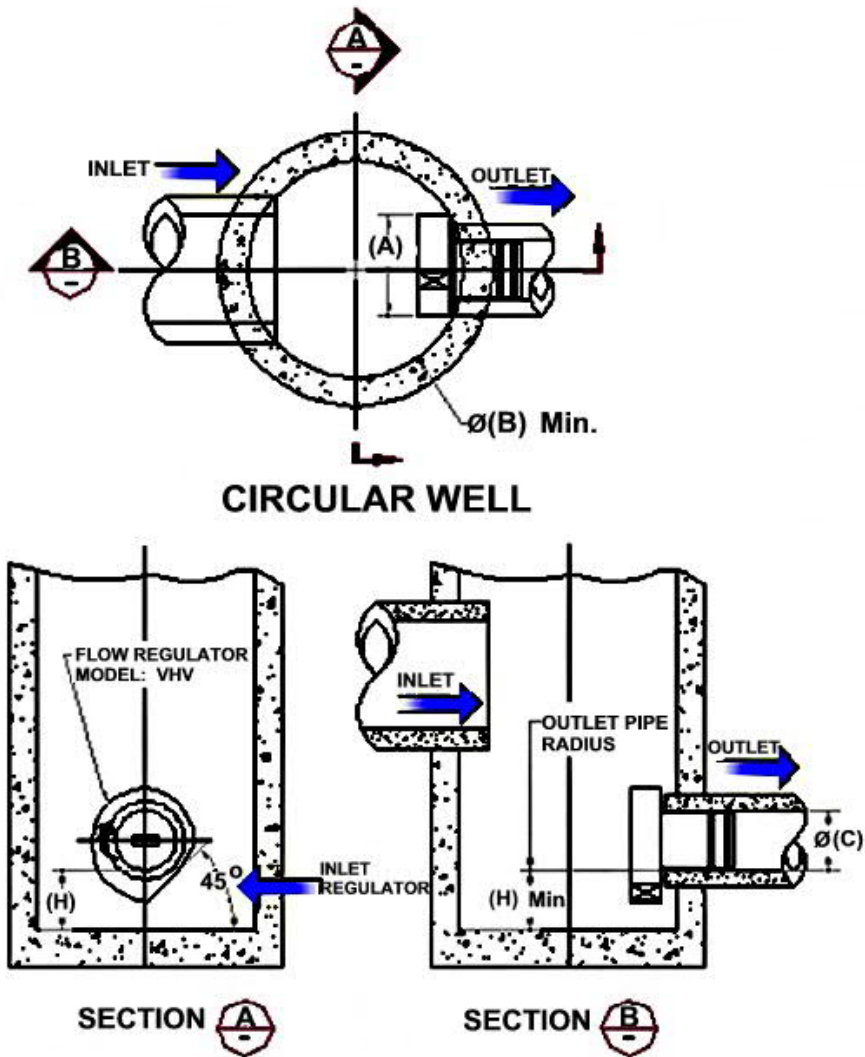 A
-
INLET
OUTLET
(A)
B
-
Ø(B) Min.
CIRCULAR WELL
FLOW REGULATOR
MODEL: VHV
INLET
OUTLET PIPE
RADIUS
OUTLET
Ø(C)
45°
INLET
REGULATOR
(H)
(H) Min
SECTION A
-
SECTION B
-